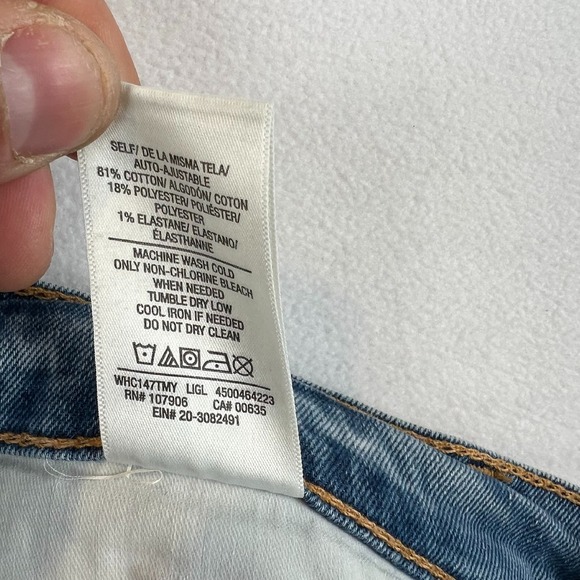 SELF/ DE LA MISMA TELA/
AUTO-AJUSTABLE
81% COTTON/ ALGODÓN/ COTON
18% POLYESTER/ POLIÉSTER/
POLYESTER
1% ELASTANE/ ELASTANO/
ÉLASTHANNE
MACHINE WASH COLD
ONLY NON-CHLORINE BLEACH
WHEN NEEDED
TUMBLE DRY LOW
COOL IRON IF NEEDED
DO NOT DRY CLEAN
WHC147TMY LIGL 4500464223
RN# 107906 CA# 00635
EIN# 20-3082491